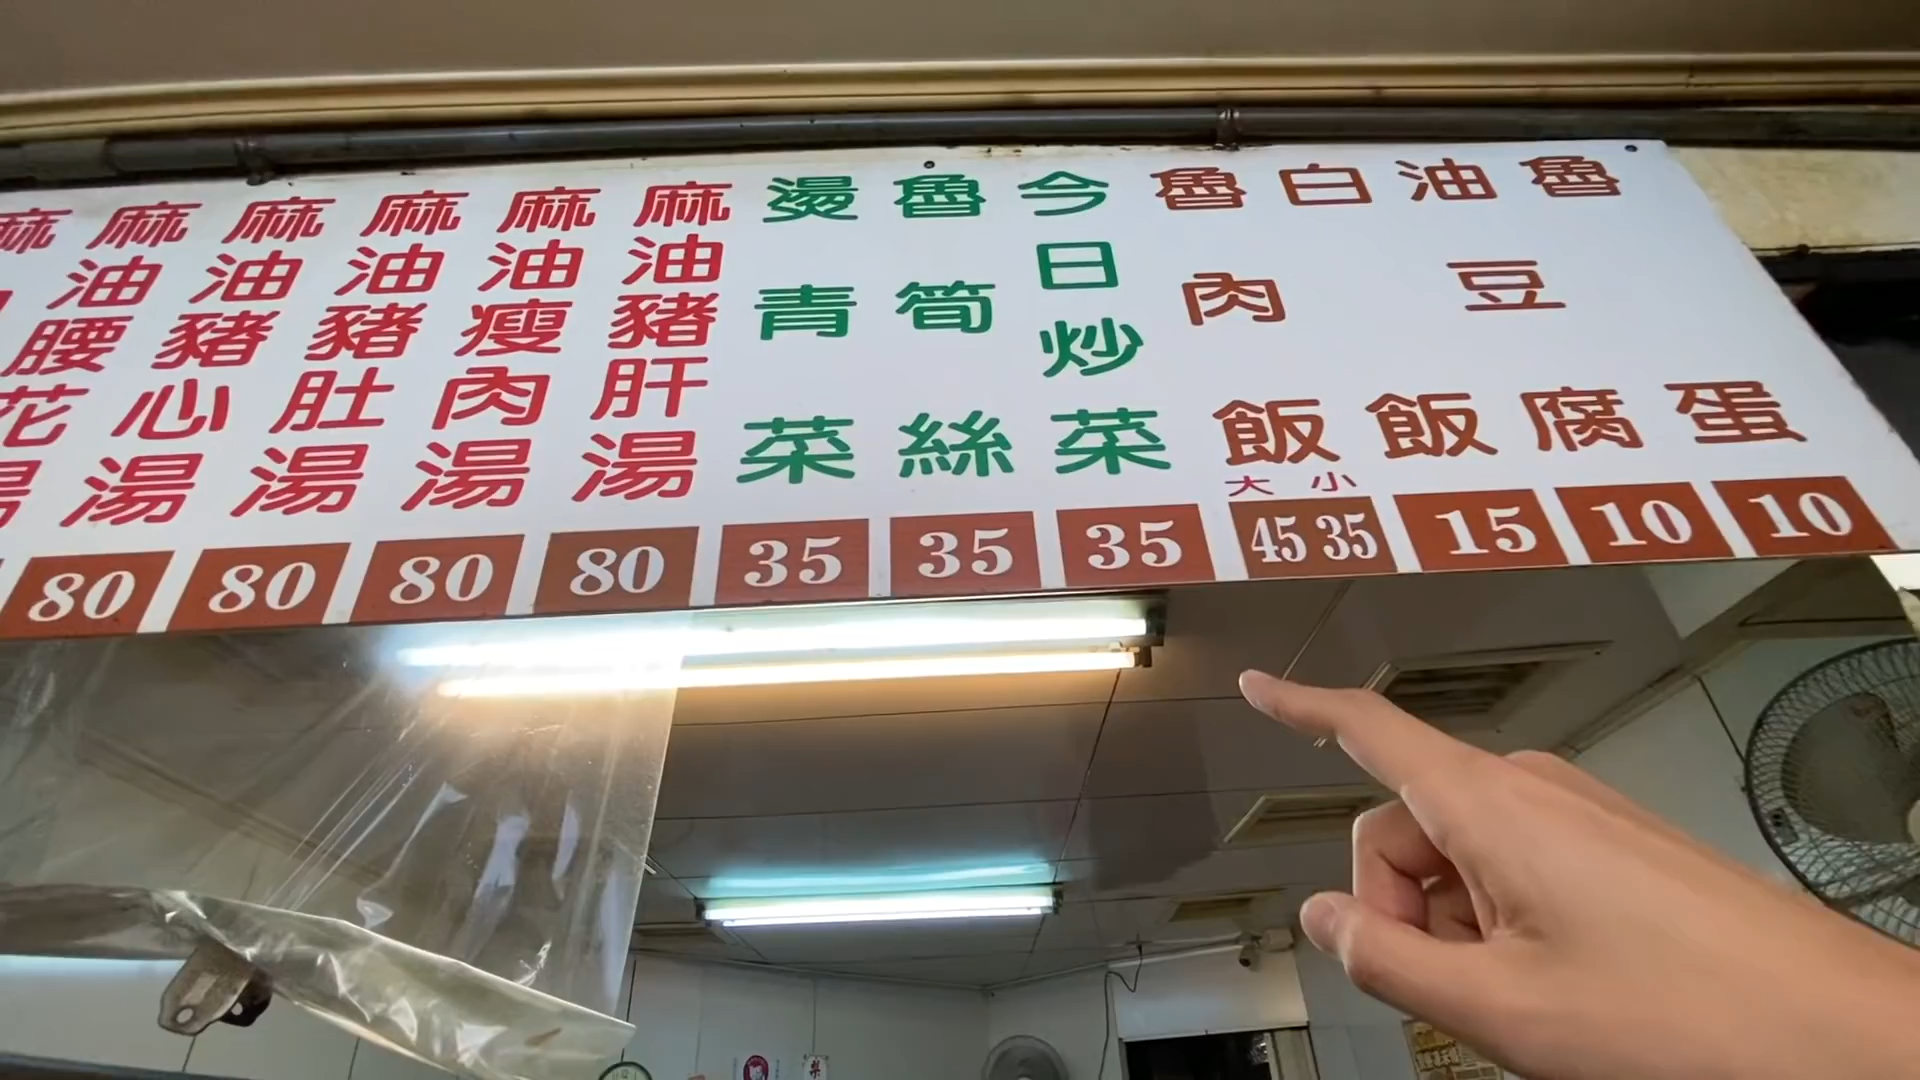 魯蛋
10
油豆腐
10
白飯
15
魯肉飯
大 小
45 35
今日炒菜
35
魯筍絲
35
燙青菜
35
麻油豬肝湯
80
麻油瘦肉湯
80
麻油豬肚湯
80
麻油豬心湯
80
麻腰花湯